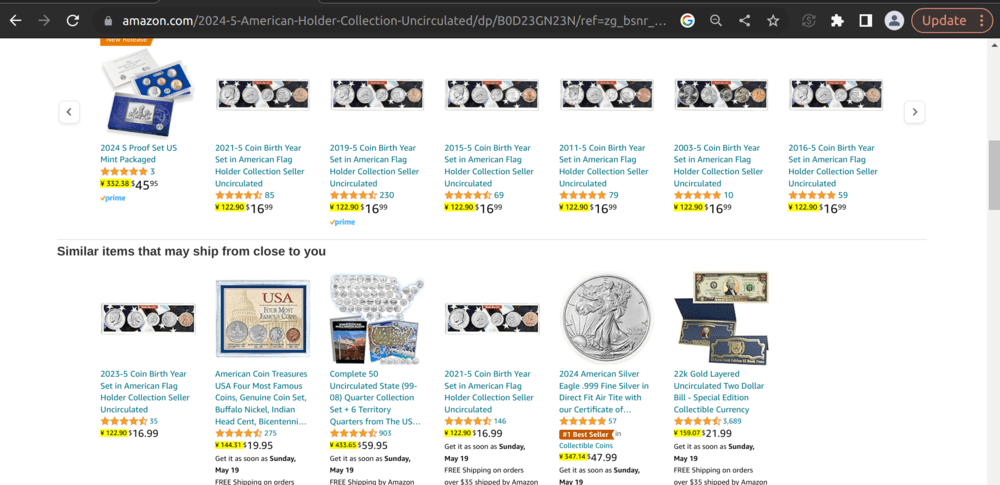 amazon.com/2024-5-American-Holder-Collection-Uncirculated/dp/B0D23GN23N/ref=zg_bsnr_...
Update
New Release
2024 S Proof Set US
Mint Packaged
3
¥ 332.38 $45 95
prime
2021-5 Coin Birth Year
Set in American Flag
Holder Collection Seller
Uncirculated
85
¥ 122.90 $16 99
2019-5 Coin Birth Year
Set in American Flag
Holder Collection Seller
Uncirculated
230
¥ 122.90 $16 99
prime
2015-5 Coin Birth Year
Set in American Flag
Holder Collection Seller
Uncirculated
69
¥ 122.90 $16 99
2011-5 Coin Birth Year
Set in American Flag
Holder Collection Seller
Uncirculated
79
¥ 122.90 $16 99
2003-5 Coin Birth Year
Set in American Flag
Holder Collection Seller
Uncirculated
10
¥ 122.90 $16 99
2016-5 Coin Birth Year
Set in American Flag
Holder Collection Seller
Uncirculated
59
¥ 122.90 $16 99
Similar items that may ship from close to you
2023-5 Coin Birth Year
Set in American Flag
Holder Collection Seller
Uncirculated
35
¥ 122.90 $16.99
USA
FOUR MOST
FAMOUS COINS
American Coin Treasures
USA Four Most Famous
Coins, Genuine Coin Set,
Buffalo Nickel, Indian
Head Cent, Bicentenni...
275
¥ 144.31 $19.95
Get it as soon as Sunday,
May 19
FREE Shipping on orders
Complete 50
Uncirculated State (99-
08) Quarter Collection
Set + 6 Territory
Quarters from The US...
903
¥ 433.65 $59.95
Get it as soon as Sunday,
May 19
FREE Shipping by Amazon
2021-5 Coin Birth Year
Set in American Flag
Holder Collection Seller
Uncirculated
146
¥ 122.90 $16.99
Get it as soon as Sunday,
May 19
FREE Shipping on orders
over $35 shipped by Amazon
2024 American Silver
Eagle .999 Fine Silver in
Direct Fit Air Tite with
our Certificate of...
57
#1 Best Seller in
Collectible Coins
¥ 347.14 $47.99
Get it as soon as Sunday,
May 19
22k Gold Layered
Uncirculated Two Dollar
Bill - Special Edition
Collectible Currency
3,689
¥ 159.07 $21.99
Get it as soon as Sunday,
May 19
FREE Shipping on orders
over $35 shipped by Amazon